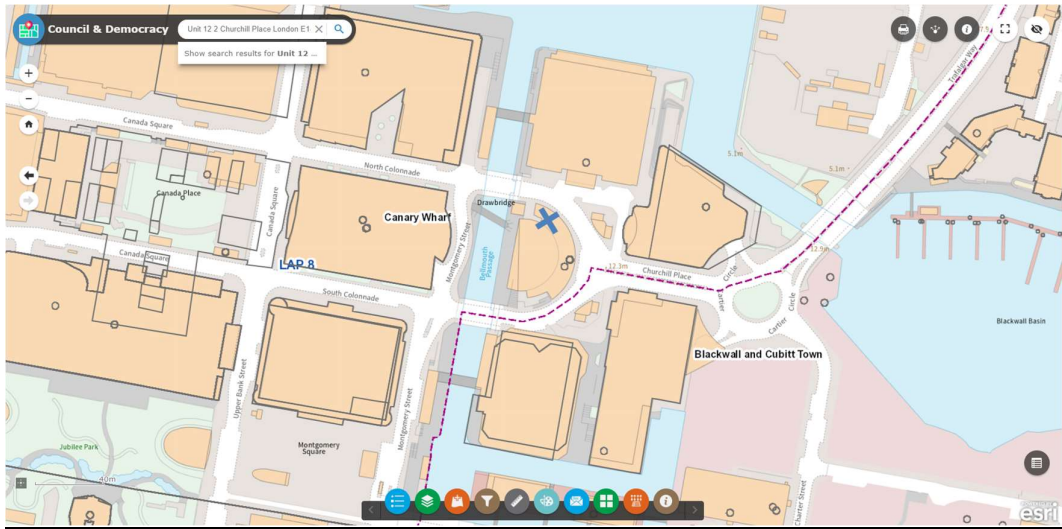 Council & Democracy
Unit 12 2 Churchill Place London E1
Show search results for Unit 12 ...
Trafalgar Way
Canada Square
North Colonnade
5.1m
5.1m
Canada Place
Canada Square
Drawbridge
Canary Wharf
Montgomery Street
Dollmouth Passage
12.9m
Canada Square
LAP 8
12.3m
Churchill Place
Circle
Cartier
Circle
South Colonnade
Cartier
Blackwall Basin
Blackwall and Cubitt Town
Upper Bank Street
Montgomery Street
Jubilee Park
Montgomery Square
40m
Charter Street
esri